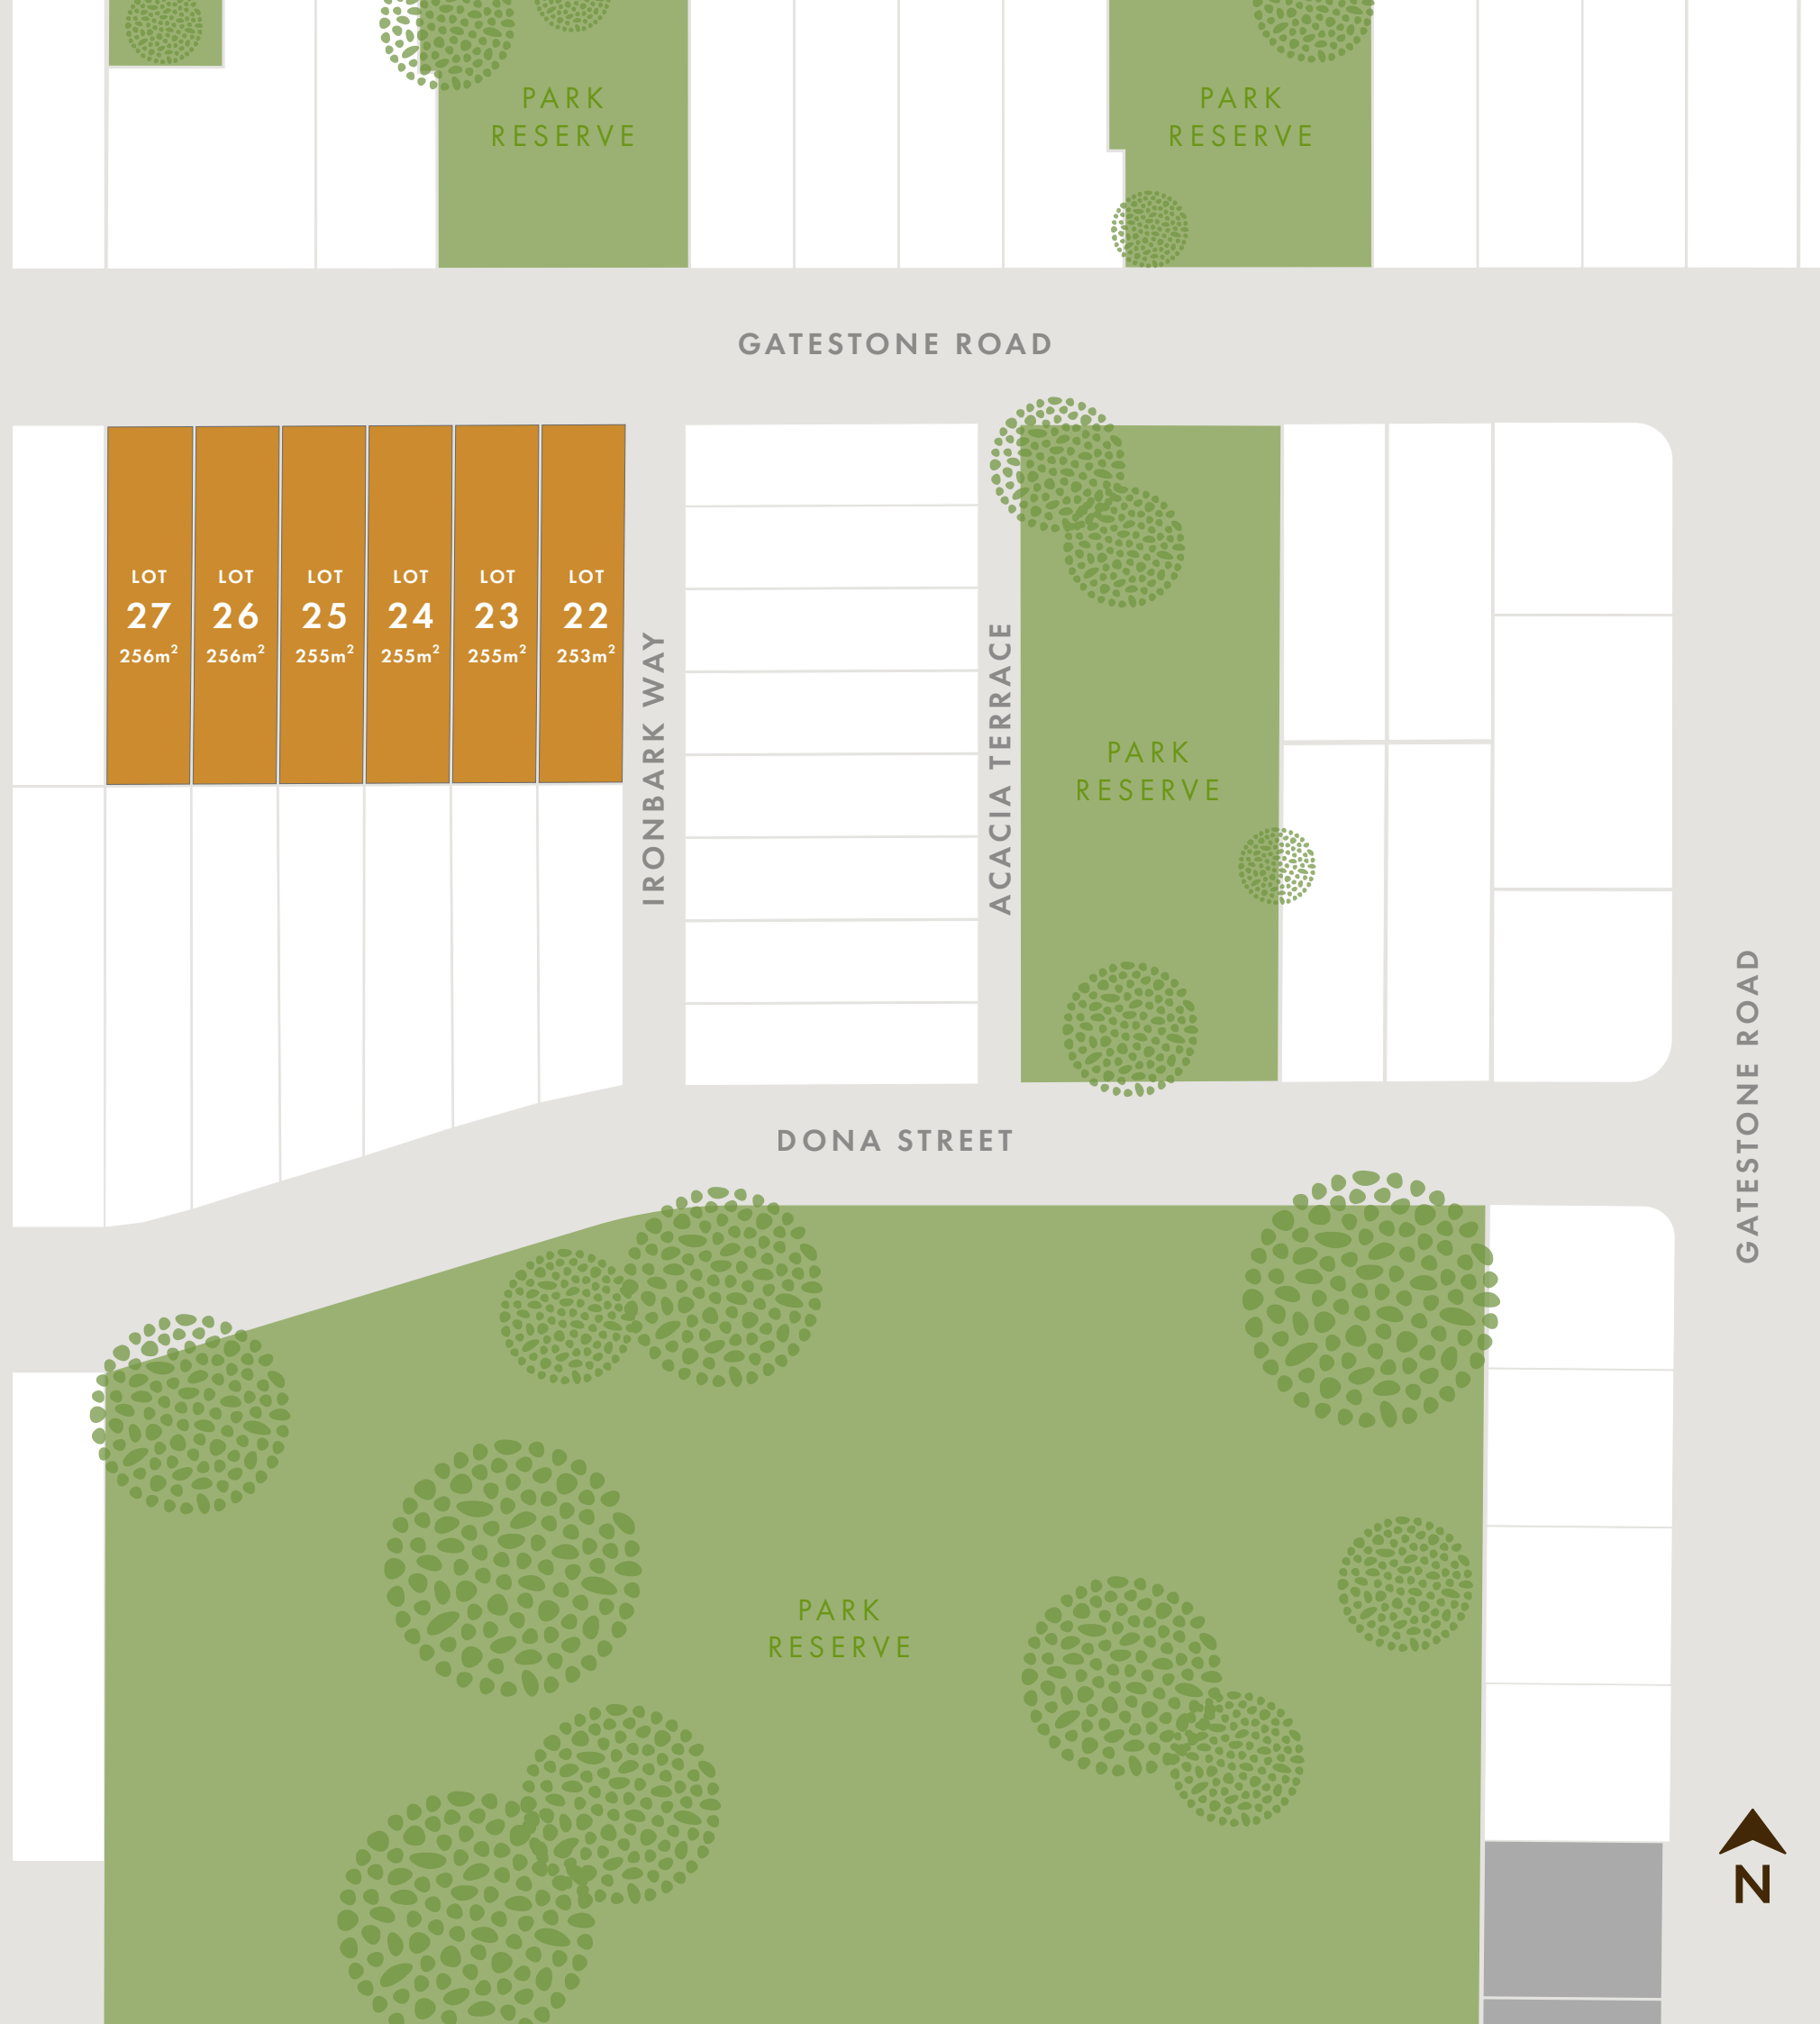 PARK
RESERVE
PARK
RESERVE
GATESTONE ROAD
LOT
27
256m²
LOT
26
256m²
LOT
25
255m²
LOT
24
255m²
LOT
23
255m²
LOT
22
253m²
IRONBARK WAY
ACACIA TERRACE
PARK
RESERVE
GATESTONE ROAD
DONA STREET
PARK
RESERVE
N